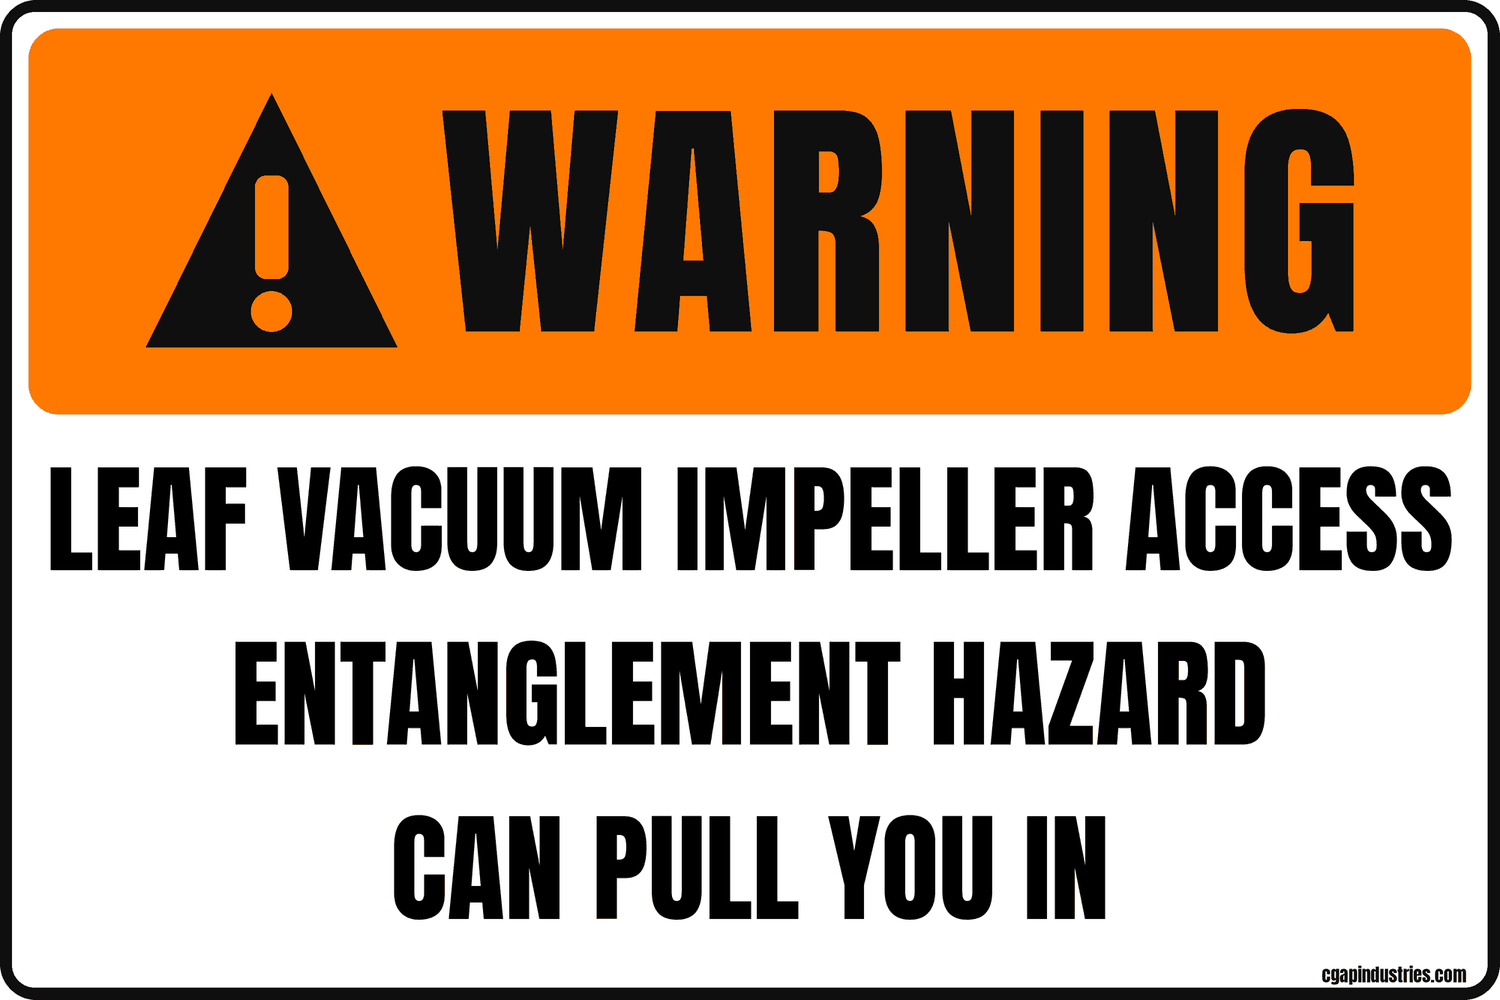 WARNING
LEAF VACUUM IMPELLER ACCESS
ENTANGLEMENT HAZARD
CAN PULL YOU IN
cgapindustries.com